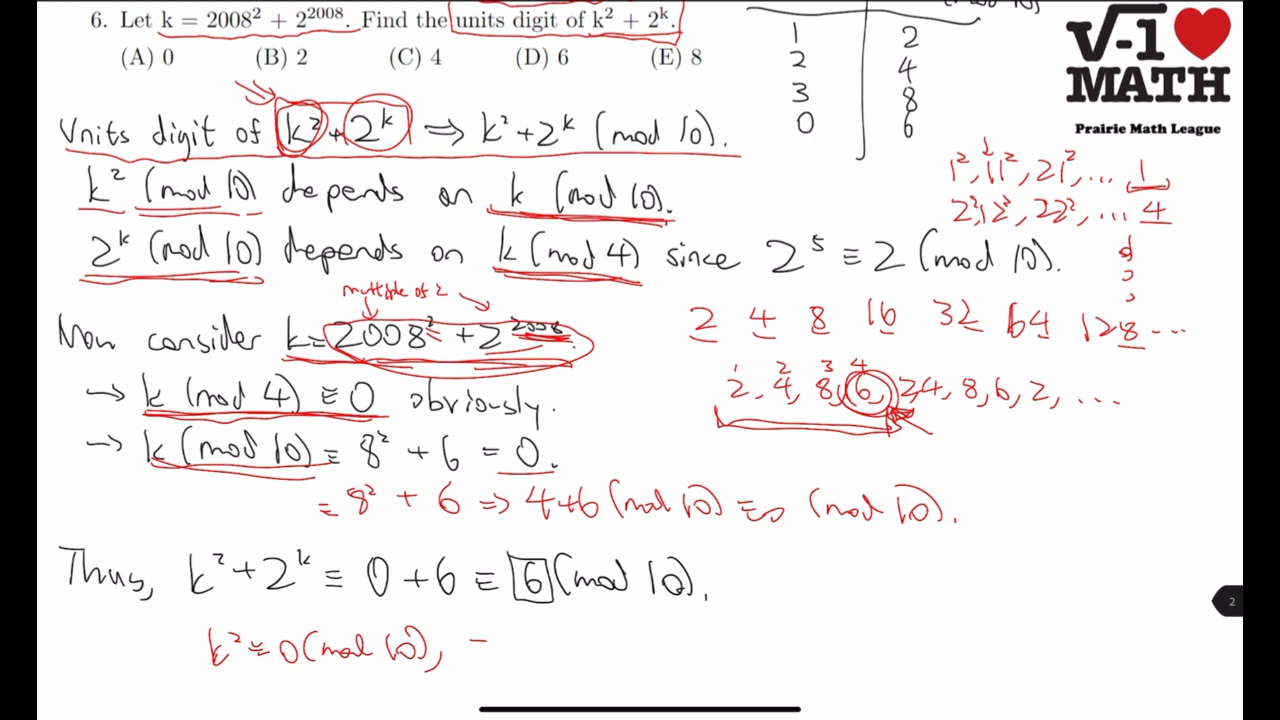 6. Let k = 2008² + 2²⁰⁰⁸. Find the units digit of k² + 2ᵏ.
(A) 0 (B) 2 (C) 4 (D) 6 (E) 8
1 2
2 4
3 8
0 6
√-1
MATH
Prairie Math League
Units digit of k² + 2ᵏ ⇒ k² + 2ᵏ (mod 10).
1², 11², 21², ... 1
k² (mod 10) depends on k (mod 10).
2², 12², 22², ... 4
2ᵏ (mod 10) depends on k (mod 4) since 2⁵ ≡ 2 (mod 10).
multiple of 2
Now consider k = 2008² + 2²⁰⁰⁸.
2 4 8 16 32 64 128 ...
→ k (mod 4) ≡ 0 obviously.
1 2 3 4
2, 4, 8, 6, 2, 4, 8, 6, 2, ...
→ k (mod 10) ≡ 8² + 6 = 0.
≡ 8² + 6 ⇒ 4+6 (mod 10) ≡ 0 (mod 10).
Thus, k² + 2ᵏ ≡ 0 + 6 ≡ 6 (mod 10).
2
k² ≡ 0 (mod 10),